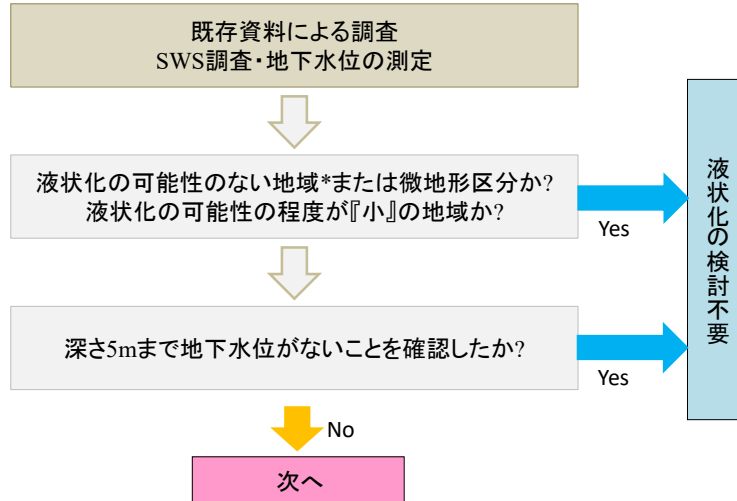 既存資料による調査
SWS調査・地下水位の測定
液状化の可能性のない地域*または微地形区分か?
液状化の可能性の程度が『小』の地域か?
Yes
深さ5mまで地下水位がないことを確認したか?
Yes
液状化の検討不要
No
次へ